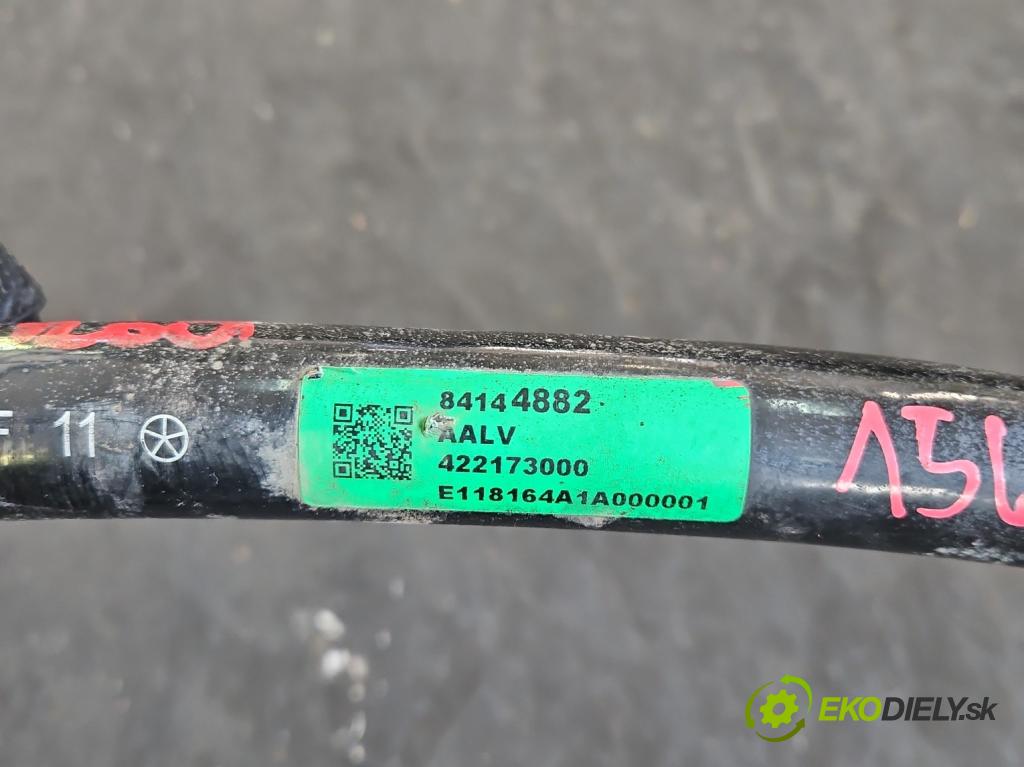 F 11
84144882
AALV
422173000
E118164A1A000001
EKODIELY.sk